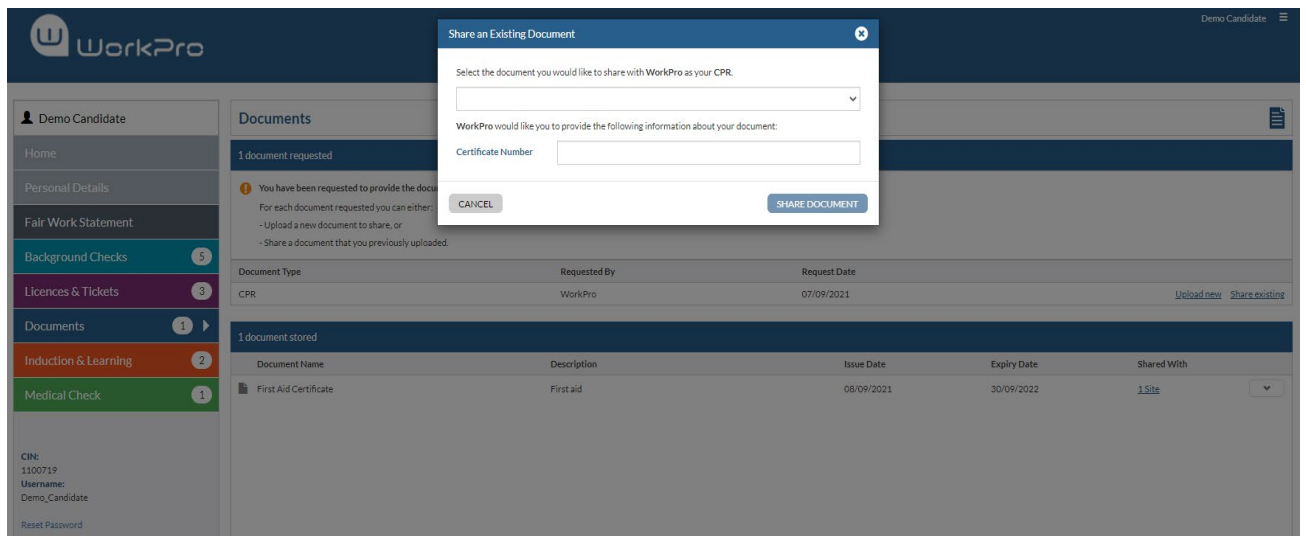 WorkPro
Demo Candidate
Share an Existing Document
Select the document you would like to share with WorkPro as your CPR.
WorkPro would like you to provide the following information about your document:
Certificate Number
CANCEL
SHARE DOCUMENT
Demo Candidate
Home
Personal Details
Fair Work Statement
Background Checks 5
Licences & Tickets 3
Documents 1
Induction & Learning 2
Medical Check 1
CIN:
1100719
Username:
Demo_Candidate
Reset Password
Documents
1 document requested
You have been requested to provide the docu
For each document requested you can either:
- Upload a new document to share, or
- Share a document that you previously uploaded.
Document Type Requested By Request Date
CPR WorkPro 07/09/2021 Upload new Share existing
1 document stored
Document Name Description Issue Date Expiry Date Shared With
First Aid Certificate First aid 08/09/2021 30/09/2022 1 Site